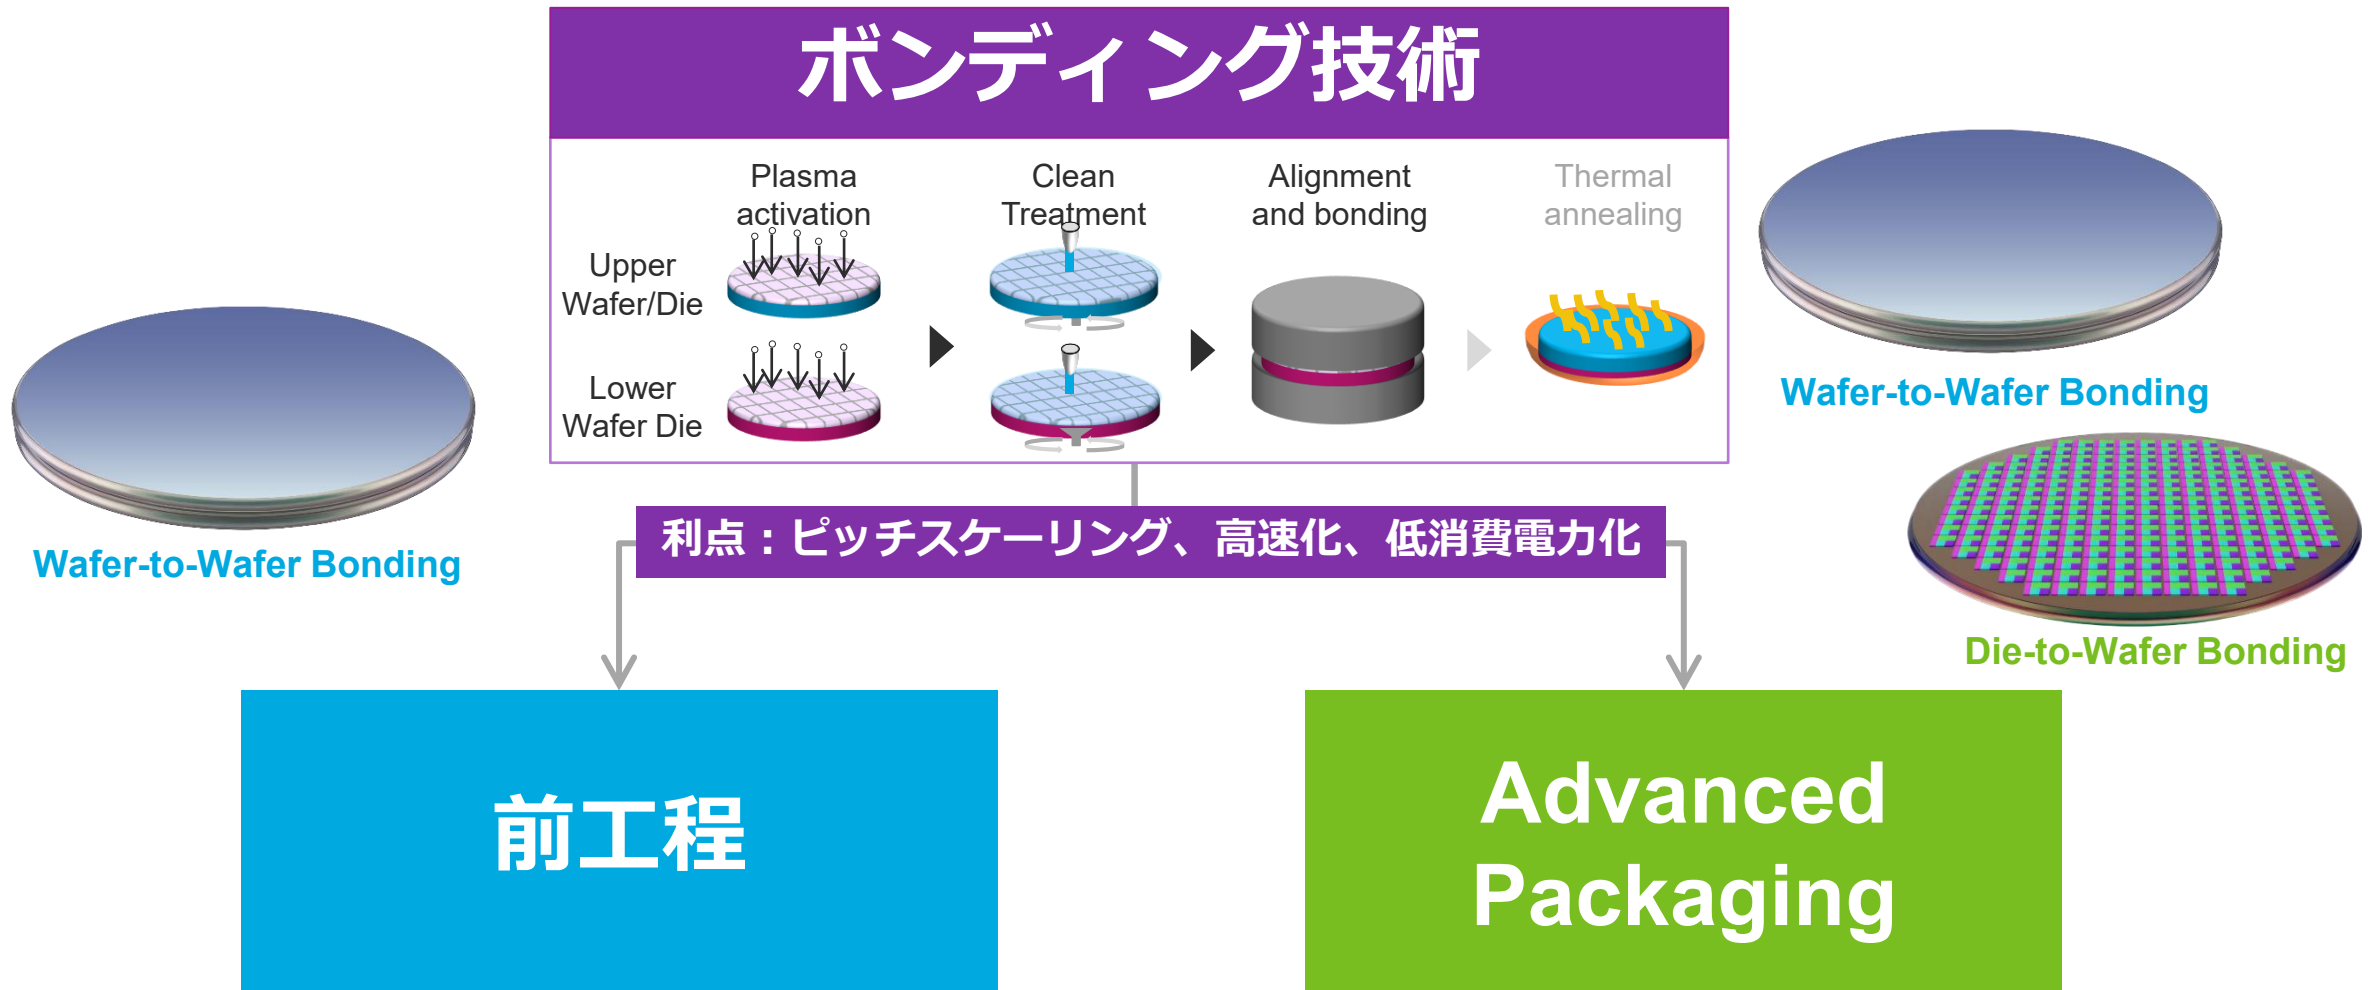 ボンディング技術
Plasma
activation
Clean
Treatment
Alignment
and bonding
Thermal
annealing
Upper
Wafer/Die
Lower
Wafer Die
Wafer-to-Wafer Bonding
Wafer-to-Wafer Bonding
Die-to-Wafer Bonding
利点：ピッチスケーリング、高速化、低消費電力化
前工程
Advanced
Packaging